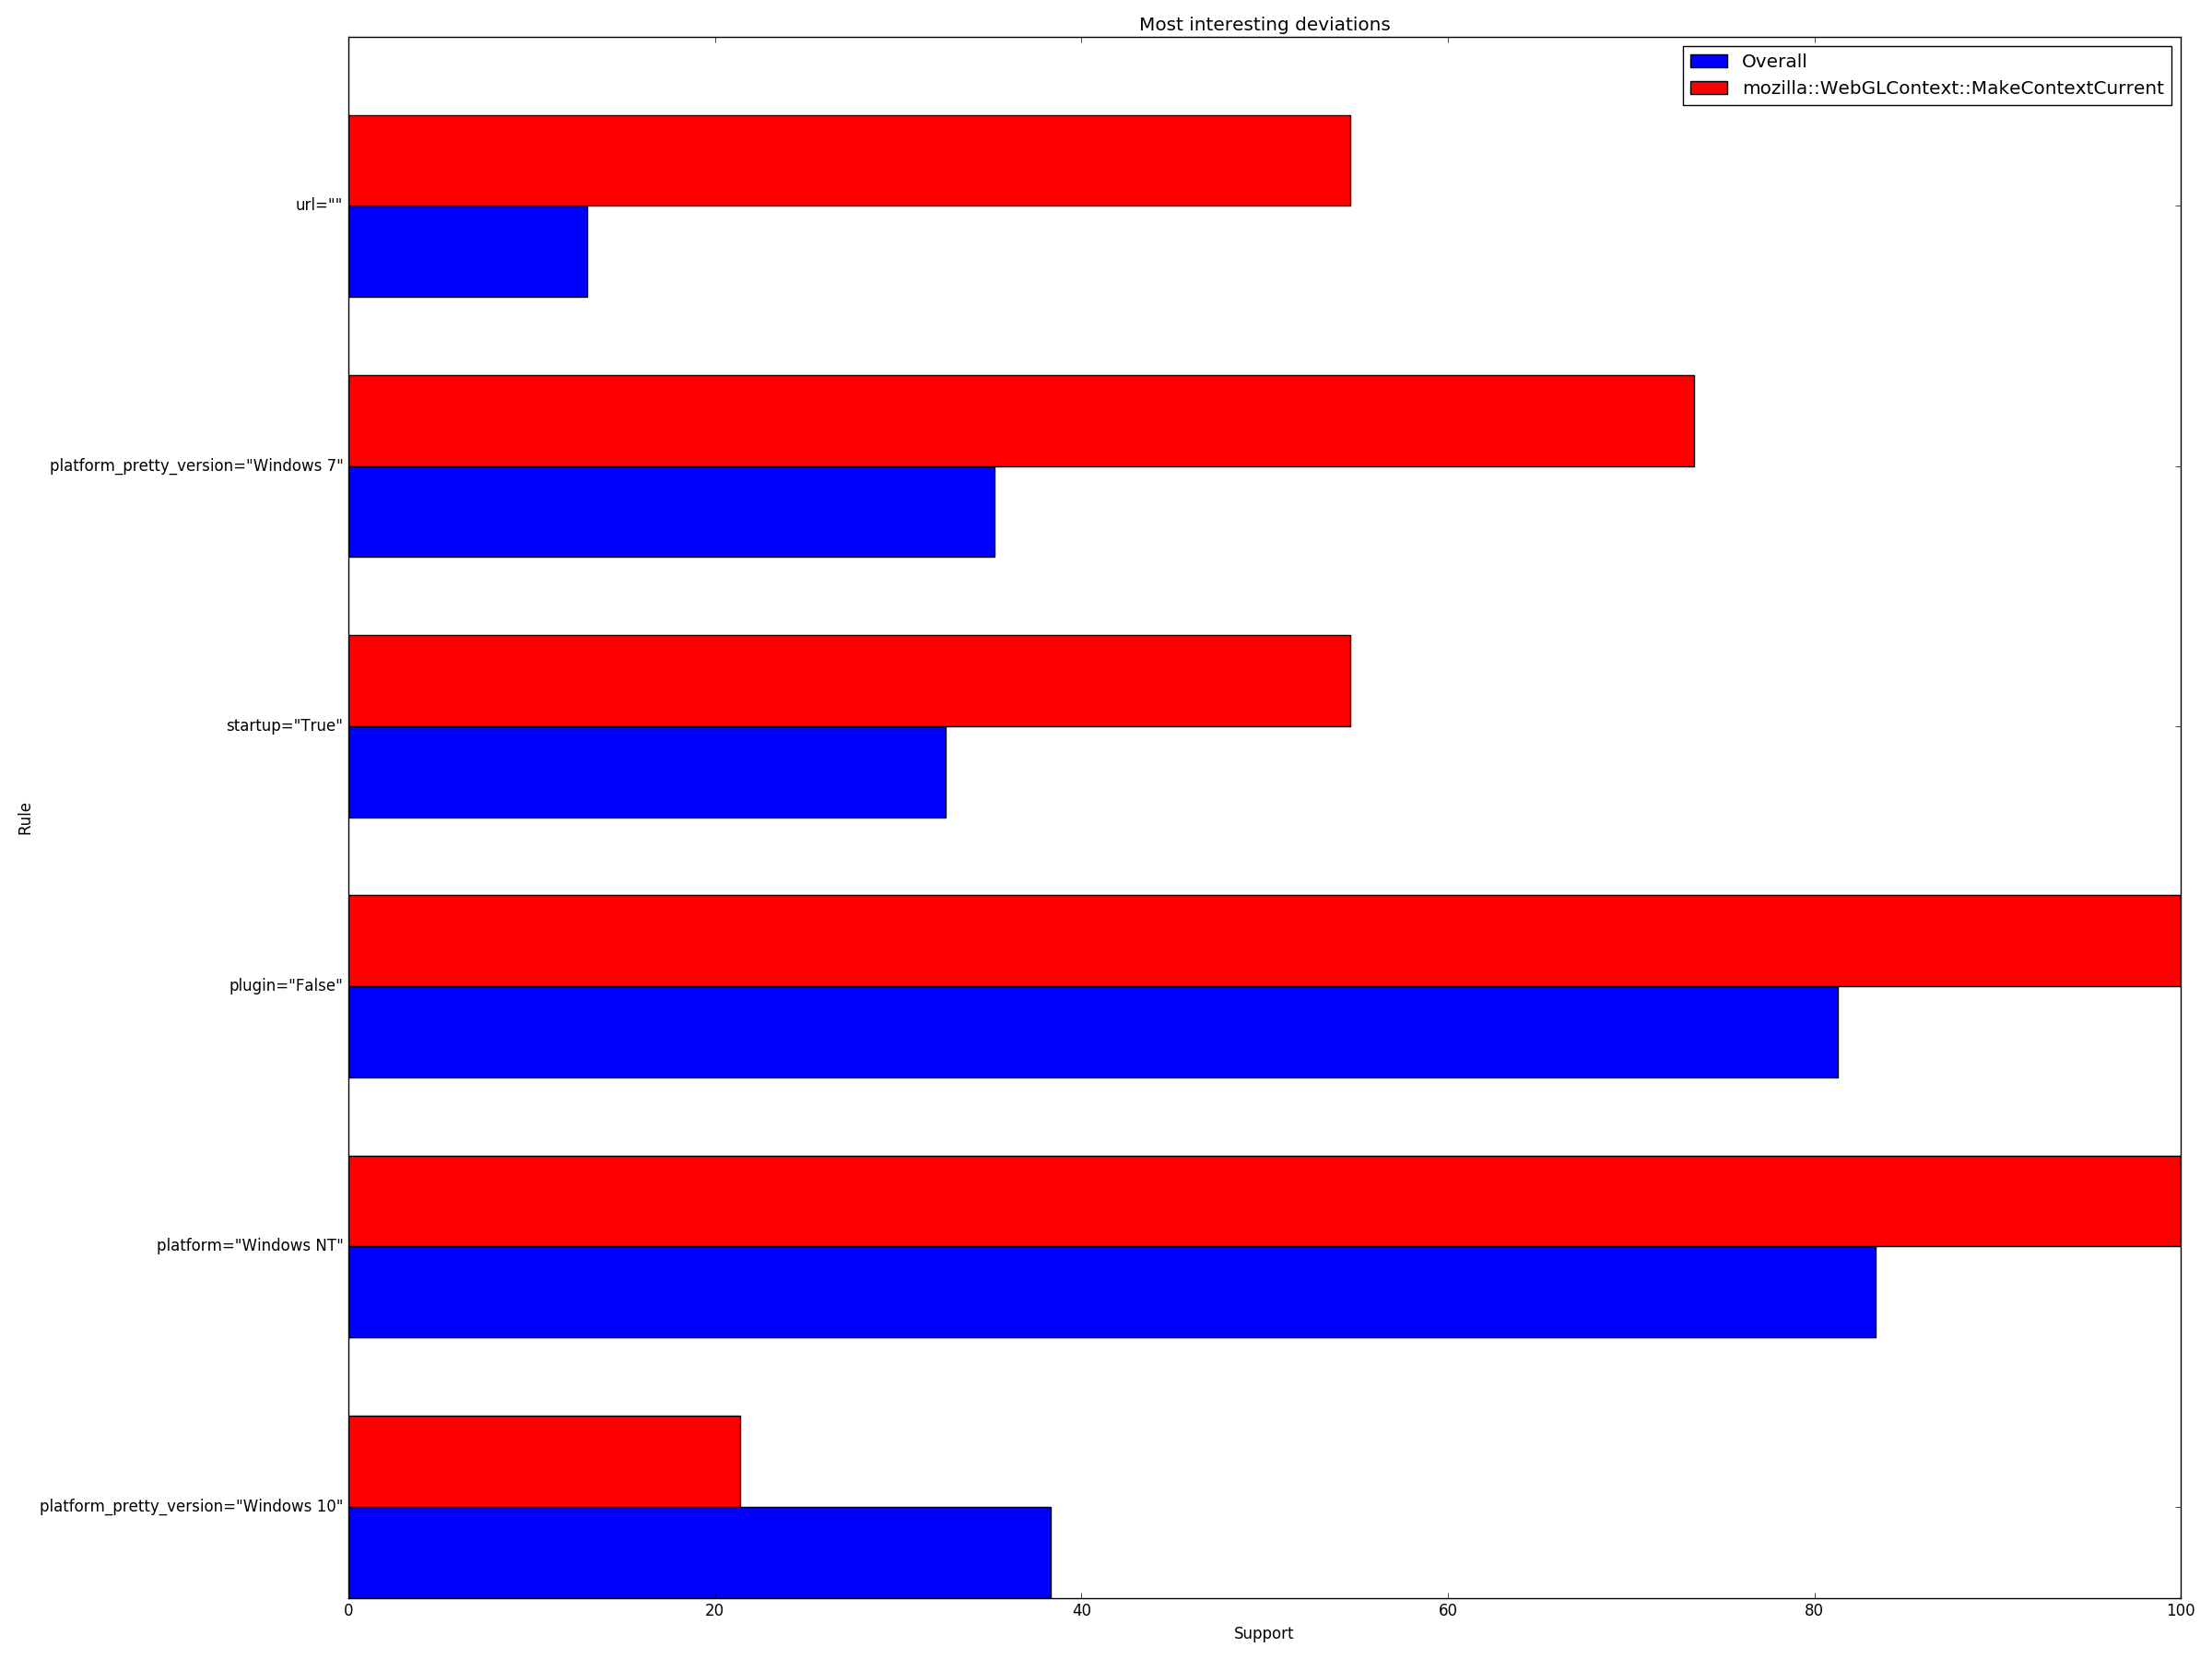 Most interesting deviations
Overall
mozilla::WebGLContext::MakeContextCurrent
url=""
platform_pretty_version="Windows 7"
startup="True"
Rule
plugin="False"
platform="Windows NT"
platform_pretty_version="Windows 10"
0 20 40 60 80 100
Support